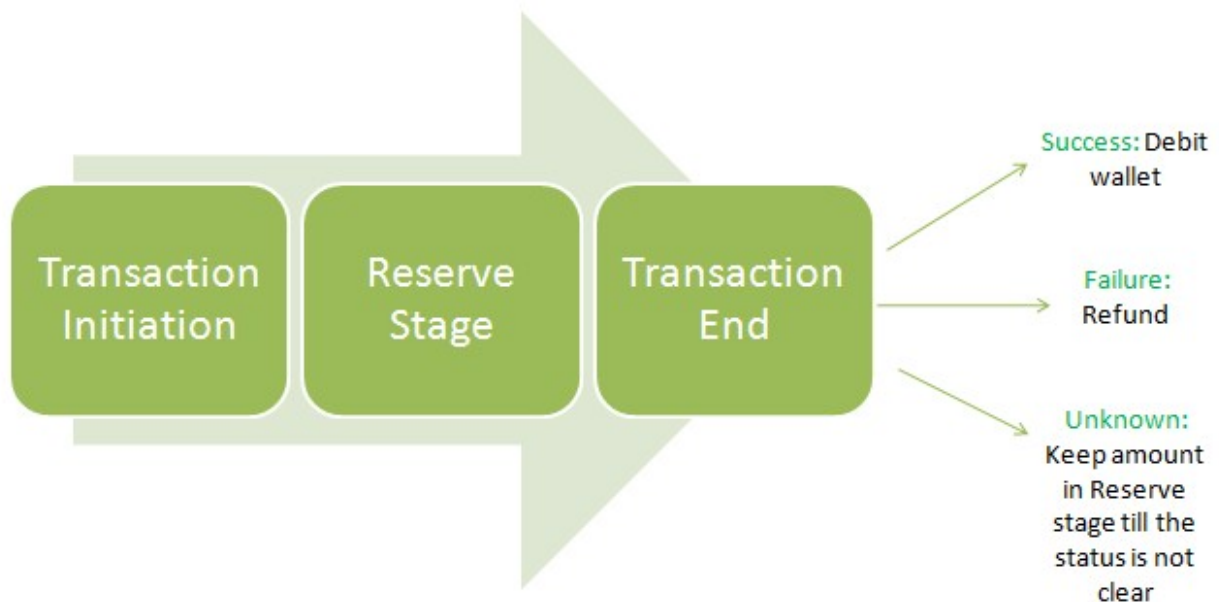 Transaction
Initiation
Reserve
Stage
Transaction
End
Success: Debit
wallet
Failure:
Refund
Unknown:
Keep amount
in Reserve
stage till the
status is not
clear